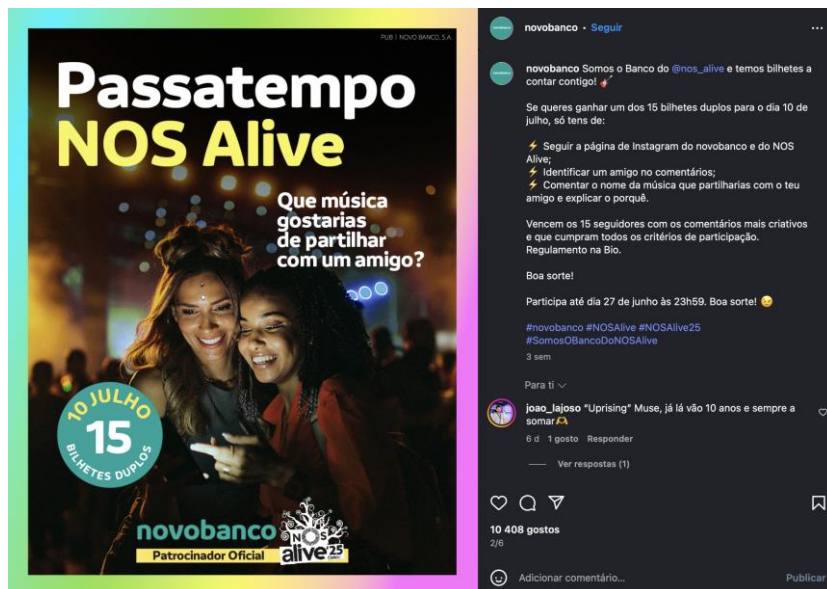 PUB | NOVO BANCO, S.A.
Passatempo
NOS Alive
Que música
gostarias
de partilhar
com um amigo?
10 JULHO
15
BILHETES DUPLOS
novobanco
Patrocinador Oficial
NOS
alive'25
novobanco • Seguir
novobanco Somos o Banco do @nos_alive e temos bilhetes a
contar contigo! 🎸
Se queres ganhar um dos 15 bilhetes duplos para o dia 10 de
julho, só tens de:
⚡ Seguir a página de Instagram do novobanco e do NOS
Alive;
⚡ Identificar um amigo no comentários;
⚡ Comentar o nome da música que partilharias com o teu
amigo e explicar o porquê.
Vencem os 15 seguidores com os comentários mais criativos
e que cumpram todos os critérios de participação.
Regulamento na Bio.
Boa sorte!
Participa até dia 27 de junho às 23h59. Boa sorte! 😉
#novobanco #NOSAlive #NOSAlive25
#SomosOBancoDoNOSAlive
3 sem
Para ti
joao_lajoso "Uprising" Muse, já lá vão 10 anos e sempre a
somar🫶
6 d 1 gosto Responder
Ver respostas (1)
10 408 gostos
2/6
Adicionar comentário... Publicar